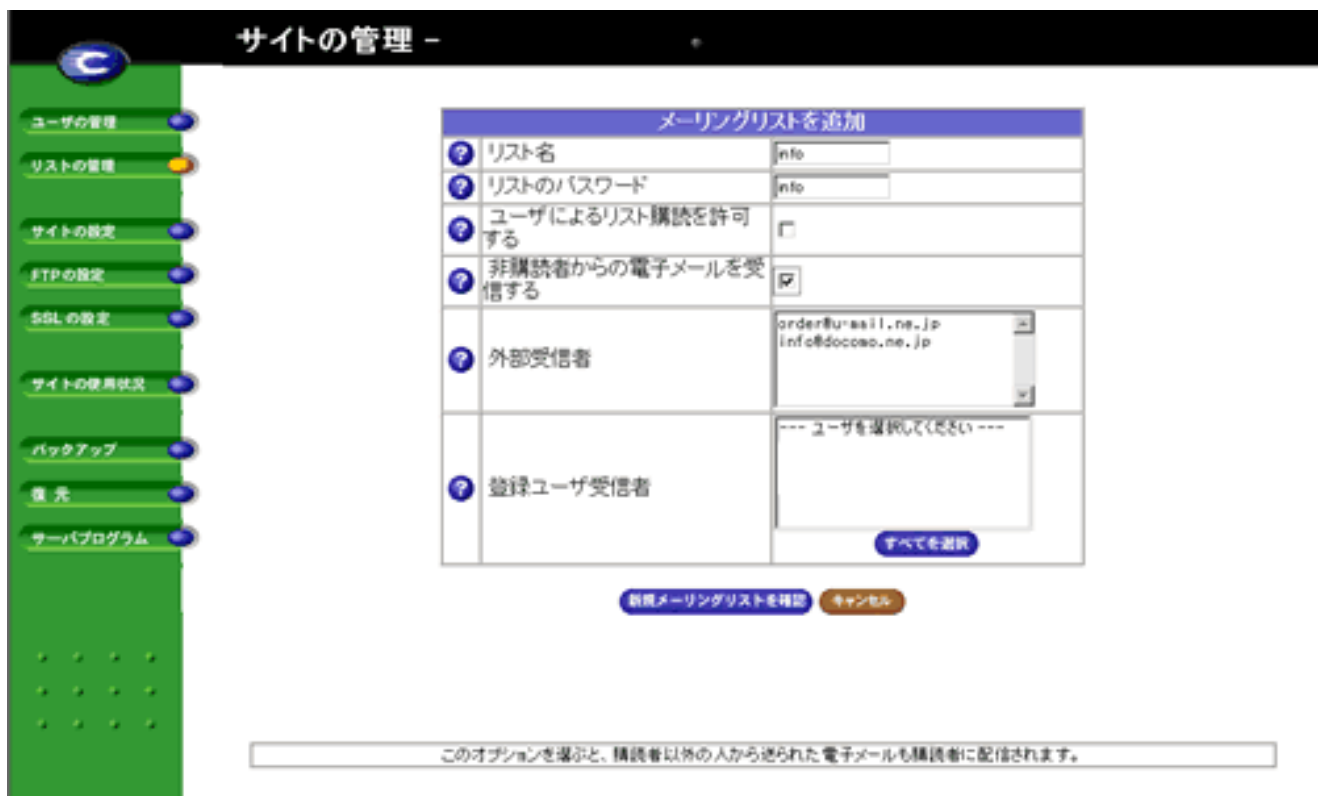 サイトの管理 –
C
ユーザの管理
リストの管理
サイトの設定
FTPの設定
SSLの設定
サイトの使用状況
バックアップ
復元
サーバプログラム
メーリングリストを追加
リスト名
info
リストのパスワード
info
ユーザによるリスト購読を許可
する
非購読者からの電子メールを受
信する
外部受信者
order@u-mail.ne.jp
info@docomo.ne.jp
登録ユーザ受信者
--- ユーザを選択してください ---
すべてを選択
新規メーリングリストを確認
キャンセル
このオプションを選ぶと、購読者以外の人から送られた電子メールも購読者に配信されます。